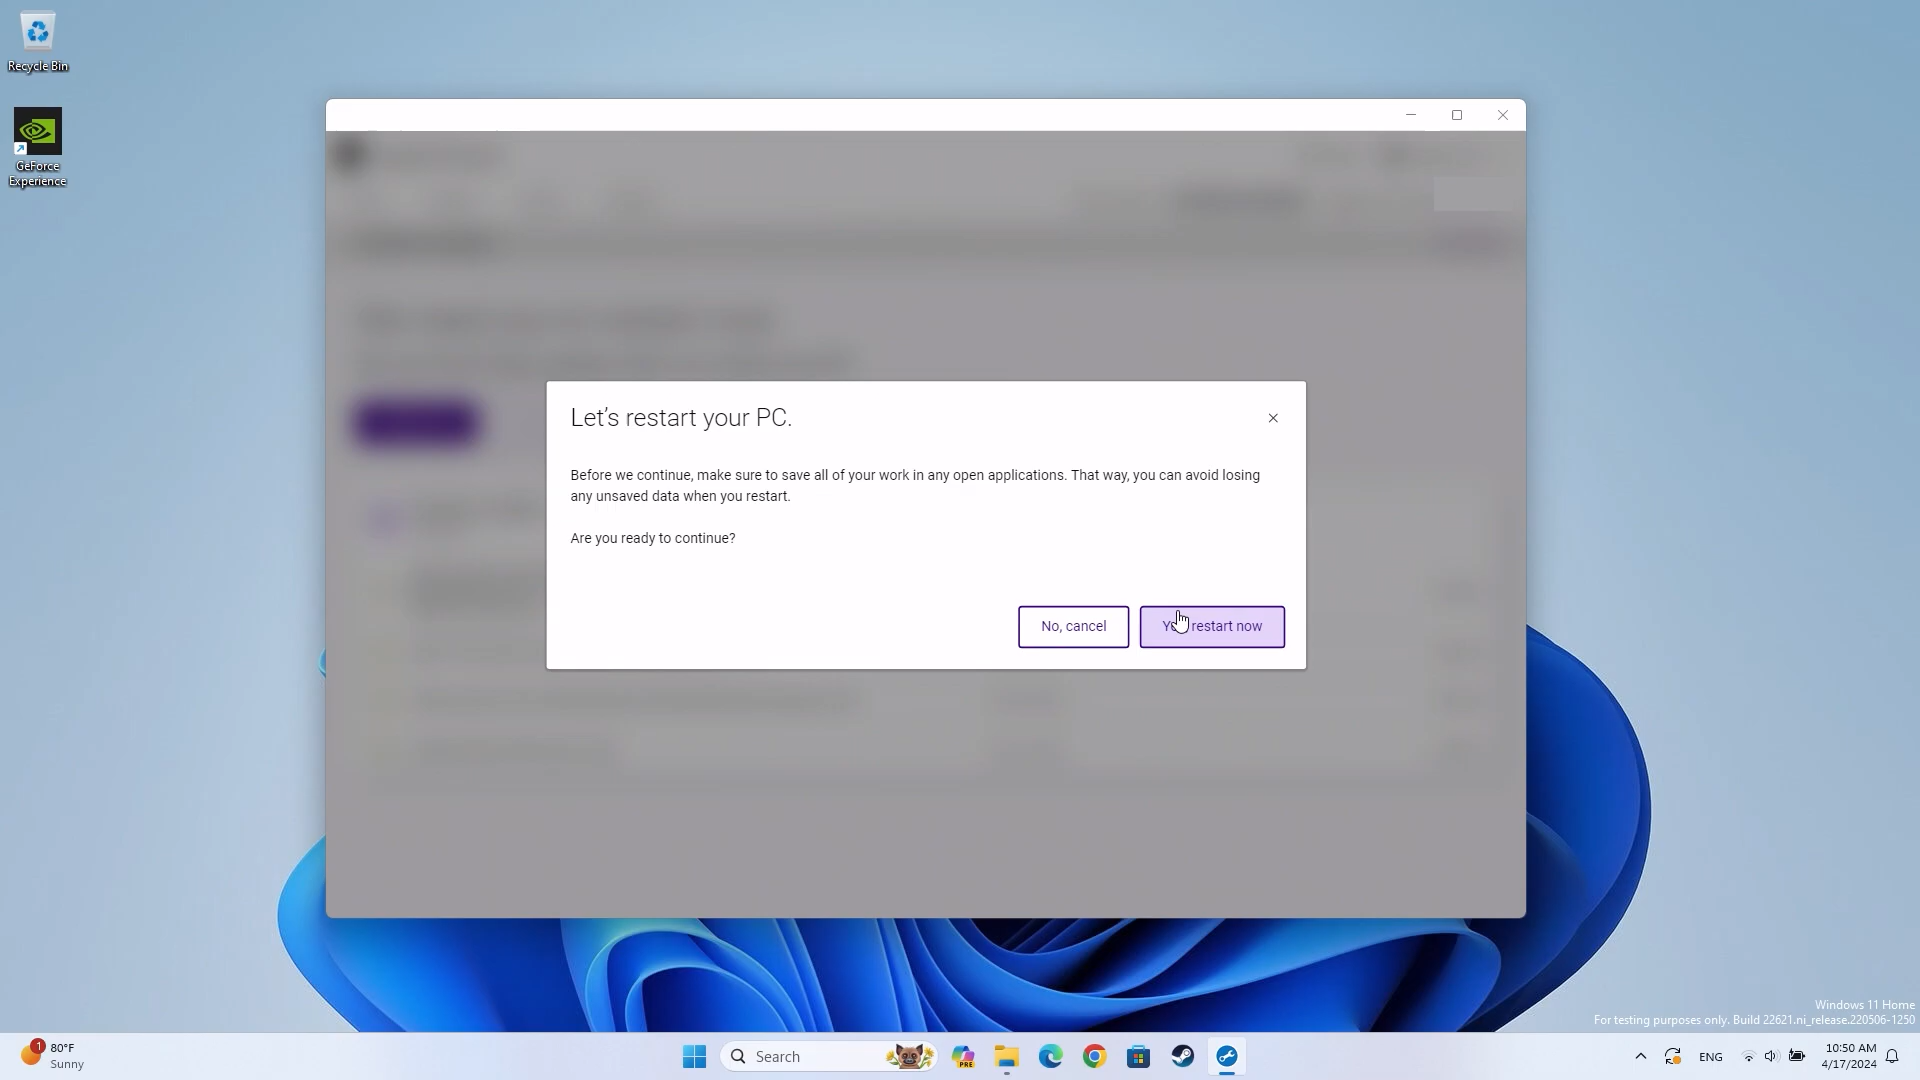 Recycle Bin
GeForce
Experience
Let’s restart your PC.
Before we continue, make sure to save all of your work in any open applications. That way, you can avoid losing
any unsaved data when you restart.
Are you ready to continue?
No, cancel
restart now
Windows 11 Home
For testing purposes only. Build 22621.ni_release.220506-1250
1
80°F
Sunny
Search
PRE
ENG
10:50 AM
4/17/2024